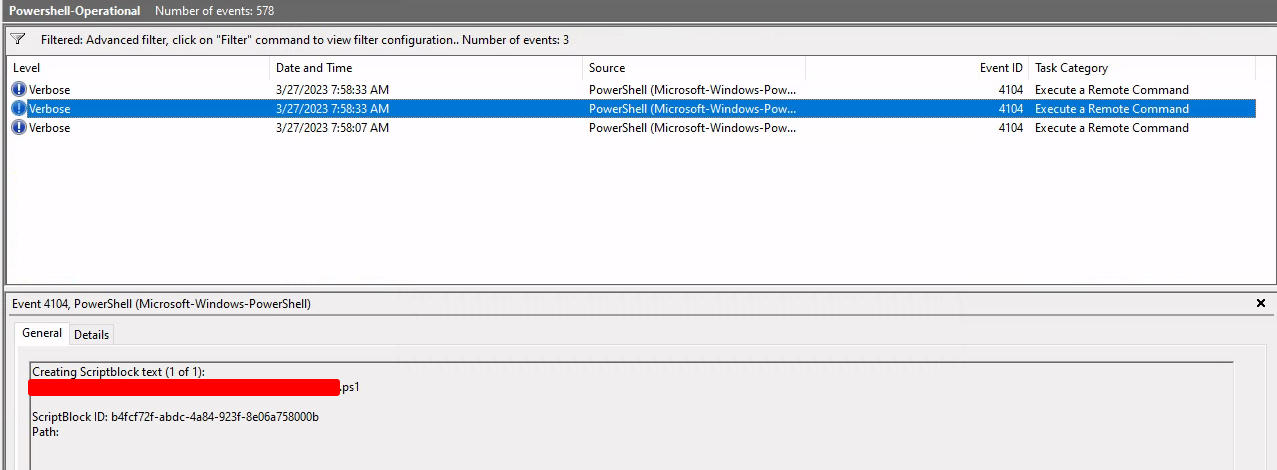 Powershell-Operational Number of events: 578
Filtered: Advanced filter, click on "Filter" command to view filter configuration.. Number of events: 3
Level Date and Time Source Event ID Task Category
Verbose 3/27/2023 7:58:33 AM PowerShell (Microsoft-Windows-Pow... 4104 Execute a Remote Command
Verbose 3/27/2023 7:58:33 AM PowerShell (Microsoft-Windows-Pow... 4104 Execute a Remote Command
Verbose 3/27/2023 7:58:07 AM PowerShell (Microsoft-Windows-Pow... 4104 Execute a Remote Command
Event 4104, PowerShell (Microsoft-Windows-PowerShell)
General Details
Creating Scriptblock text (1 of 1):
.ps1
ScriptBlock ID: b4fcf72f-abdc-4a84-923f-8e06a758000b
Path: